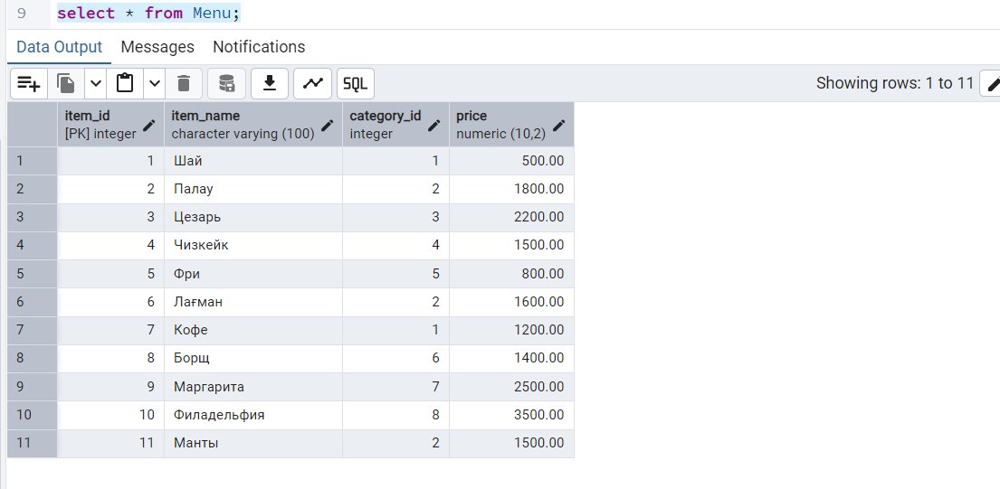 9 select * from Menu;
Data Output Messages Notifications
SQL Showing rows: 1 to 11
item_id item_name category_id price
[PK] integer character varying (100) integer numeric (10,2)
1 1 Шай 1 500.00
2 2 Палау 2 1800.00
3 3 Цезарь 3 2200.00
4 4 Чизкейк 4 1500.00
5 5 Фри 5 800.00
6 6 Лағман 2 1600.00
7 7 Кофе 1 1200.00
8 8 Борщ 6 1400.00
9 9 Маргарита 7 2500.00
10 10 Филадельфия 8 3500.00
11 11 Манты 2 1500.00